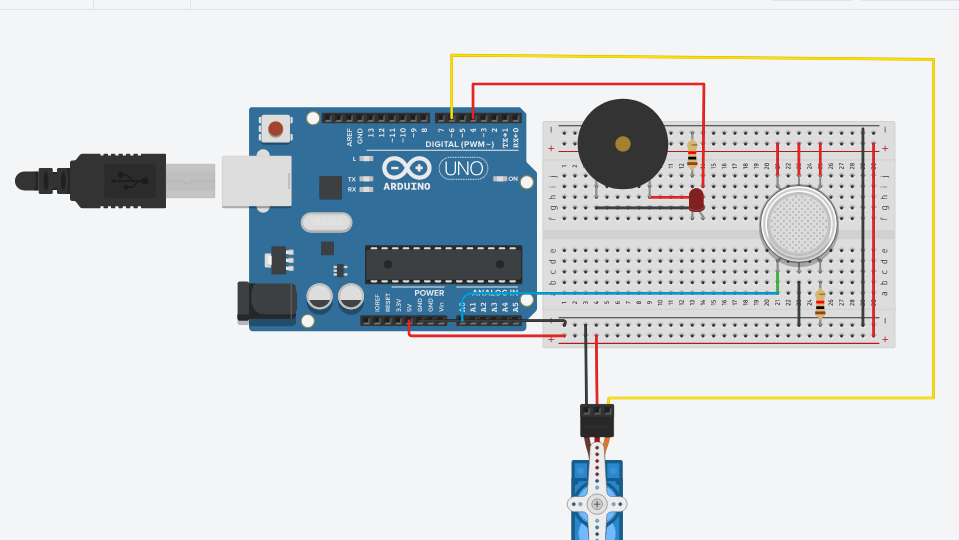 AREF
GND
13
12
~11
~10
~9
8
7
~6
~5
4
~3
2
TX→1
RX←0
DIGITAL (PWM~)
L
TX
RX
ARDUINO
UNO
ON
POWER
ANALOG IN
IOREF
RESET
3.3V
5V
GND
GND
Vin
A0
A1
A2
A3
A4
A5